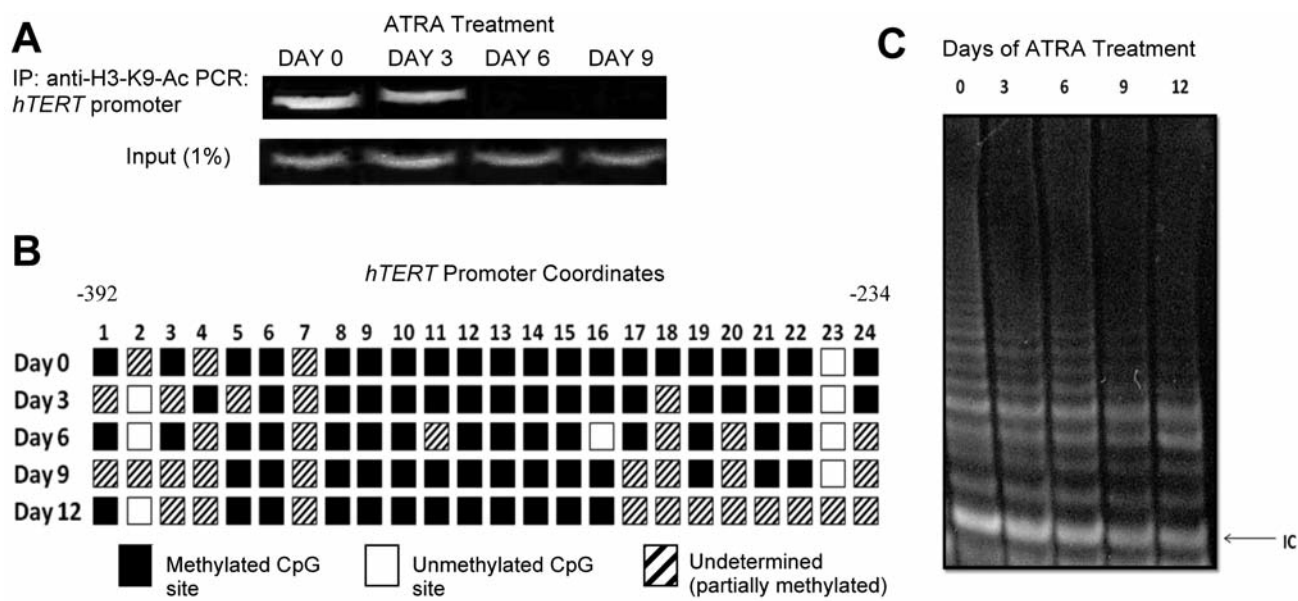 A
ATRA Treatment
DAY 0 DAY 3 DAY 6 DAY 9
IP: anti-H3-K9-Ac PCR:
hTERT promoter
Input (1%)
B
hTERT Promoter Coordinates
-392 -234
1 2 3 4 5 6 7 8 9 10 11 12 13 14 15 16 17 18 19 20 21 22 23 24
Day 0
Day 3
Day 6
Day 9
Day 12
Methylated CpG
site
Unmethylated CpG
site
Undetermined
(partially methylated)
C
Days of ATRA Treatment
0 3 6 9 12
IC